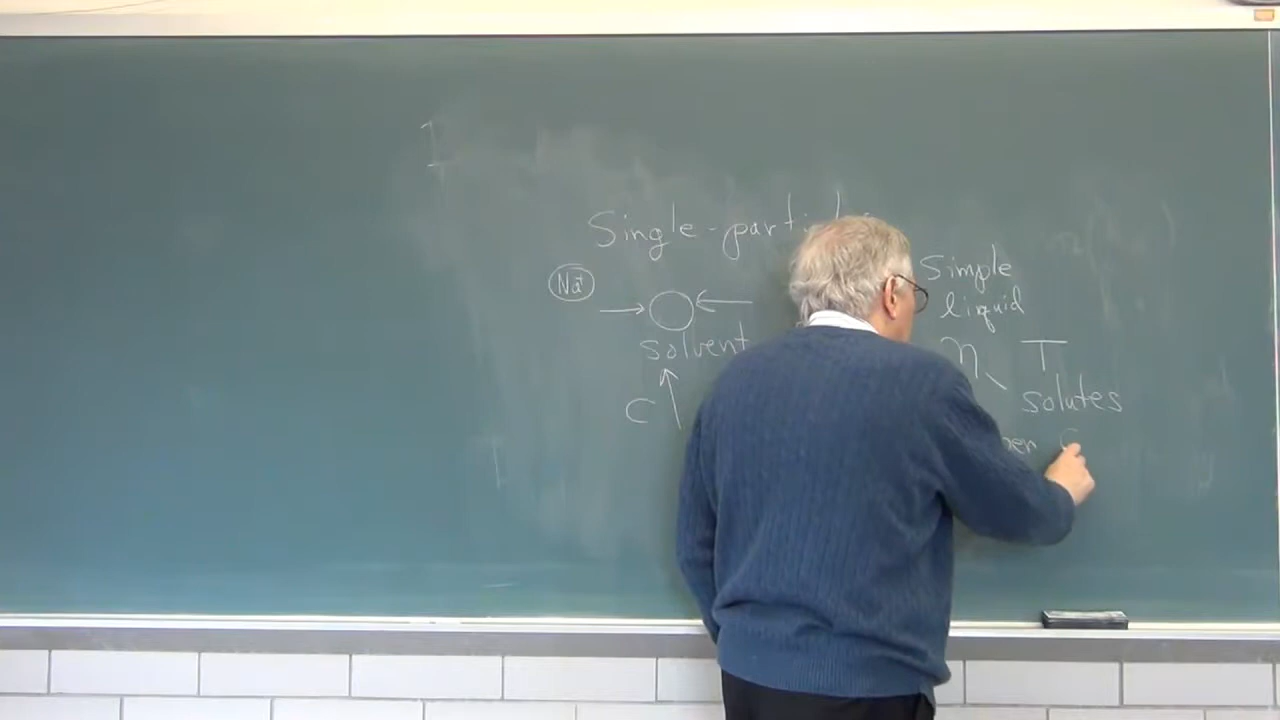 Single-parti
Na+
Simple
liquid
solvent
η T
C
solutes